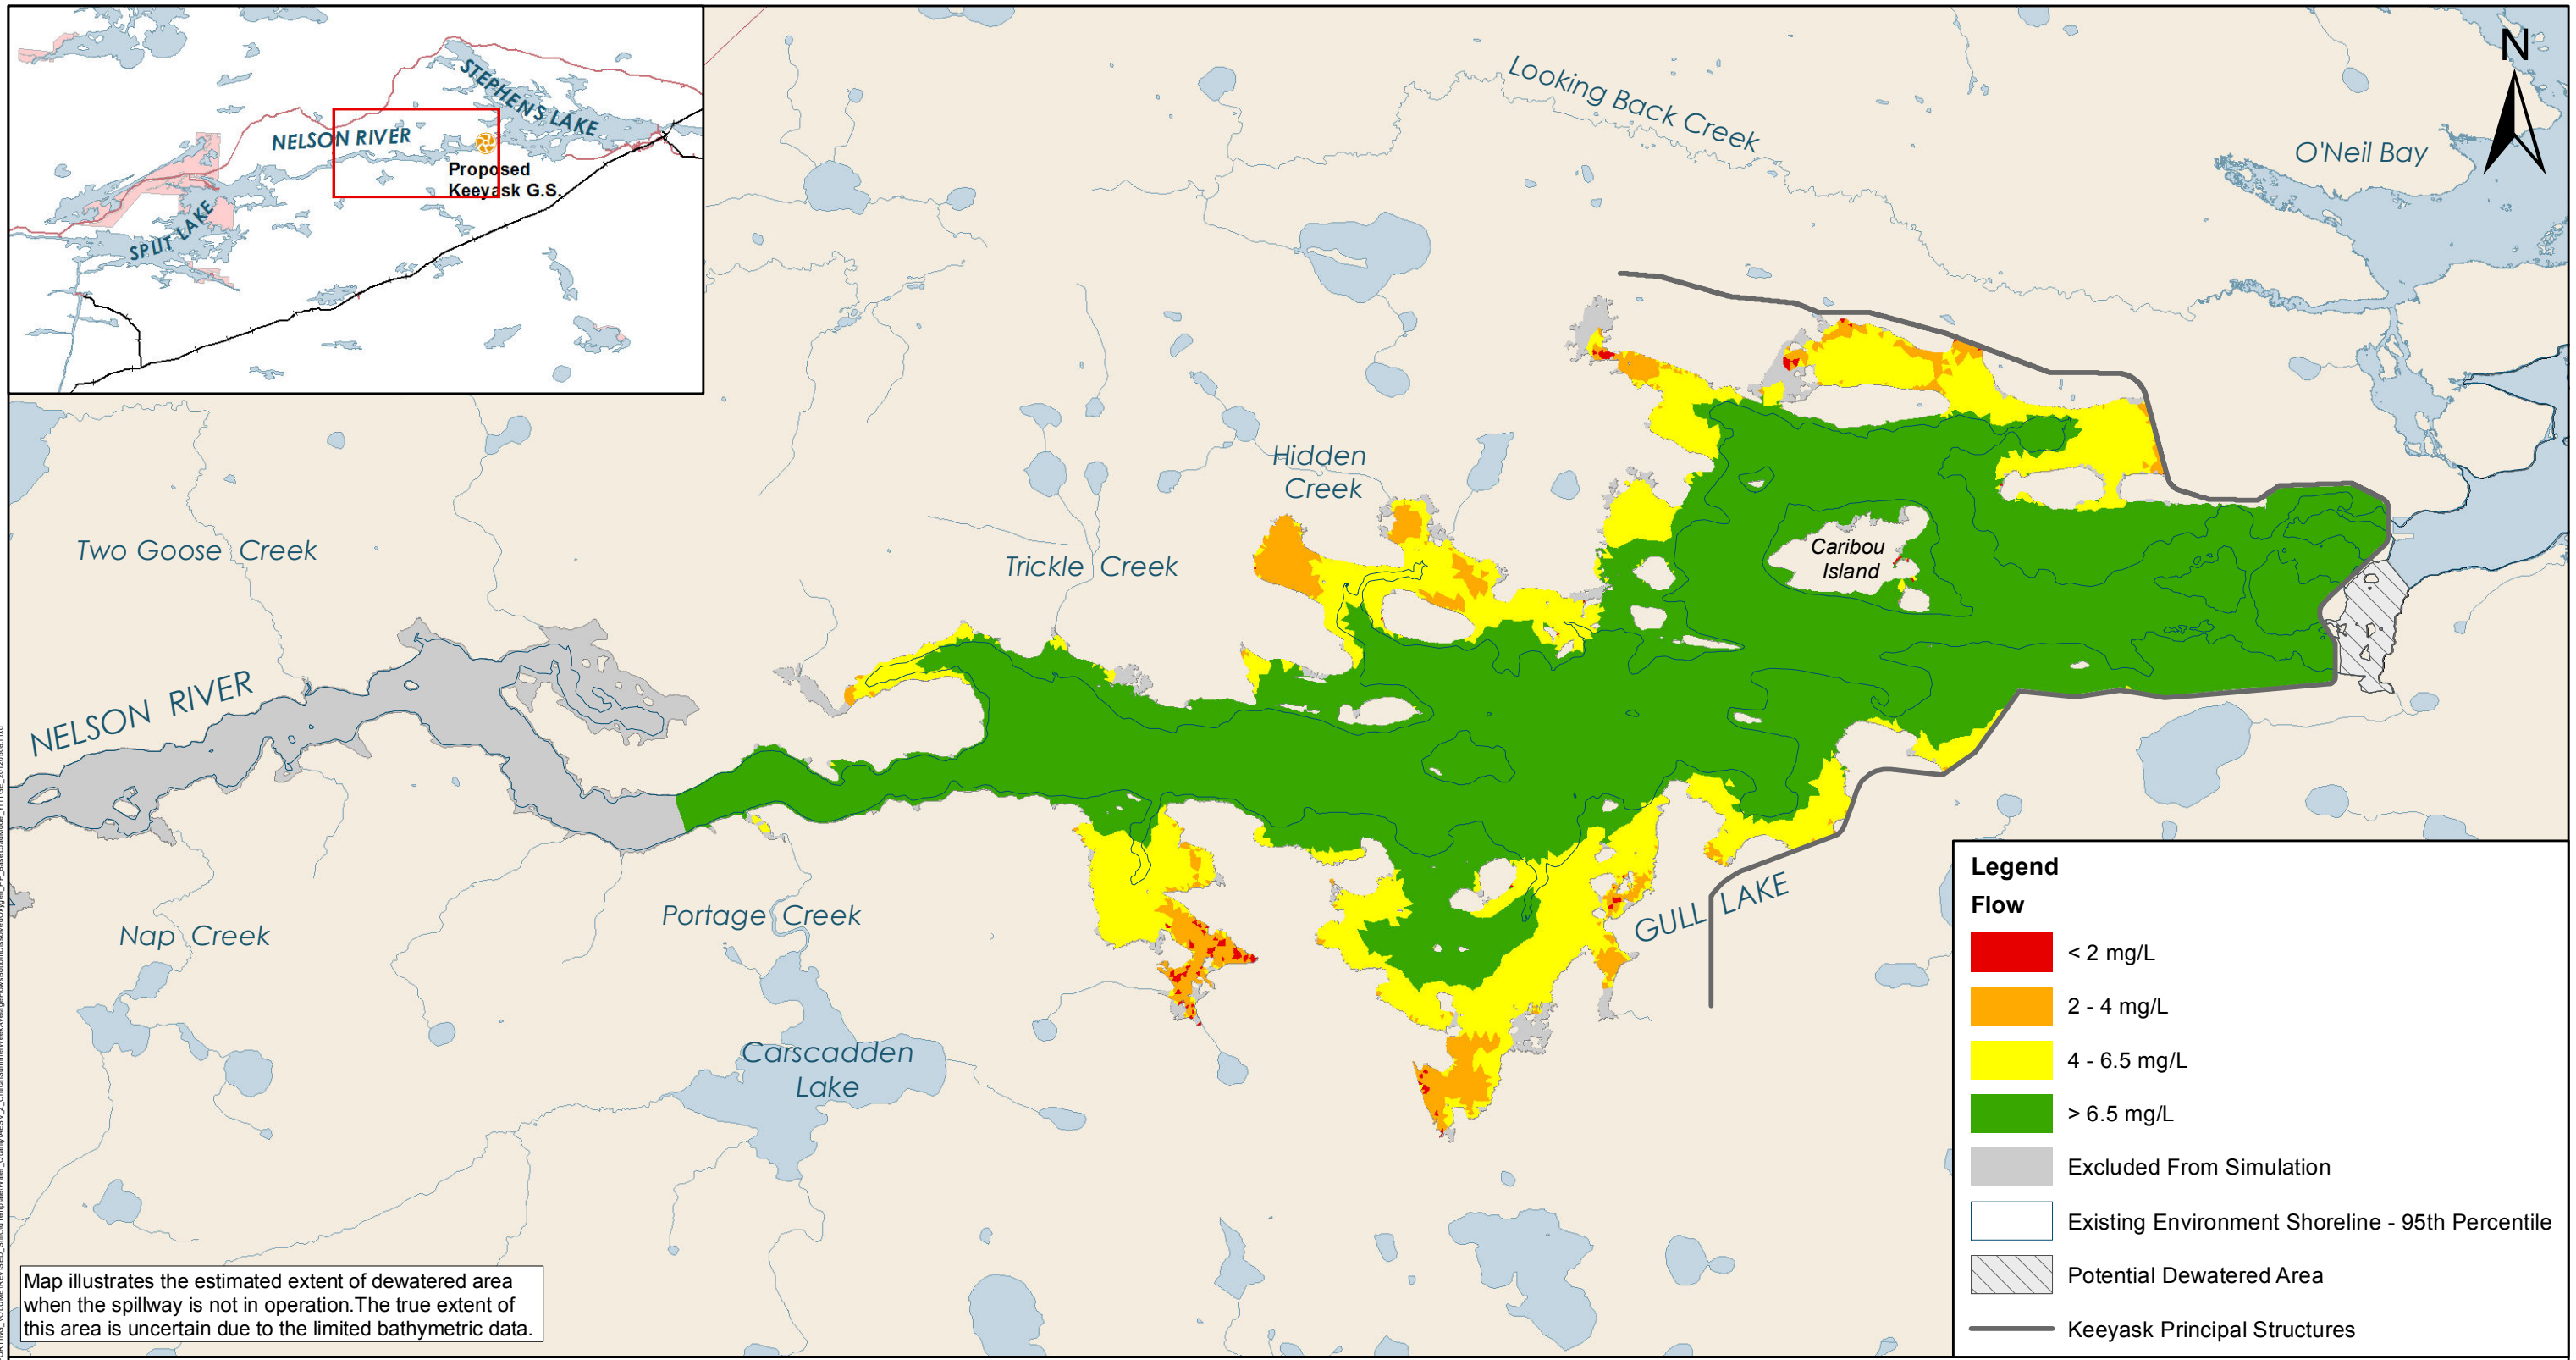 STEPHENS LAKE
NELSON RIVER
Proposed
Keeyask G.S.
SPLIT LAKE
Looking Back Creek
N
O'Neil Bay
Hidden
Creek
Two Goose Creek
Trickle Creek
Caribou
Island
NELSON RIVER
Portage Creek
Nap Creek
GULL LAKE
Carscadden
Lake
Legend
Flow
< 2 mg/L
2 - 4 mg/L
4 - 6.5 mg/L
> 6.5 mg/L
Excluded From Simulation
Existing Environment Shoreline - 95th Percentile
Potential Dewatered Area
Keeyask Principal Structures
Map illustrates the estimated extent of dewatered area
when the spillway is not in operation.The true extent of
this area is uncertain due to the limited bathymetric data.